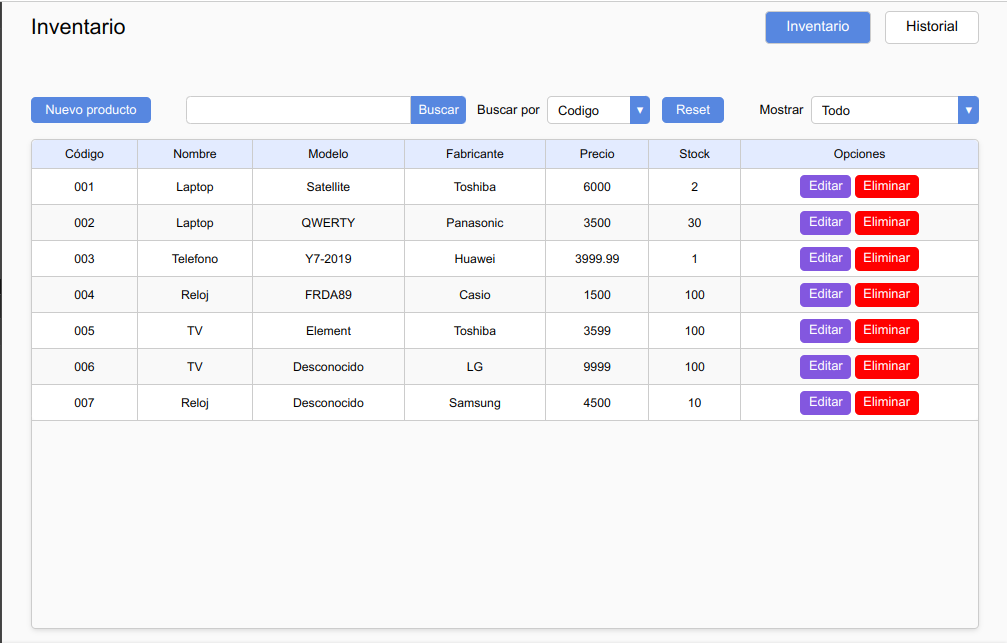 Inventario Inventario Historial
Nuevo producto Buscar Buscar por Codigo Reset Mostrar Todo
Código Nombre Modelo Fabricante Precio Stock Opciones
001 Laptop Satellite Toshiba 6000 2 Editar Eliminar
002 Laptop QWERTY Panasonic 3500 30 Editar Eliminar
003 Telefono Y7-2019 Huawei 3999.99 1 Editar Eliminar
004 Reloj FRDA89 Casio 1500 100 Editar Eliminar
005 TV Element Toshiba 3599 100 Editar Eliminar
006 TV Desconocido LG 9999 100 Editar Eliminar
007 Reloj Desconocido Samsung 4500 10 Editar Eliminar